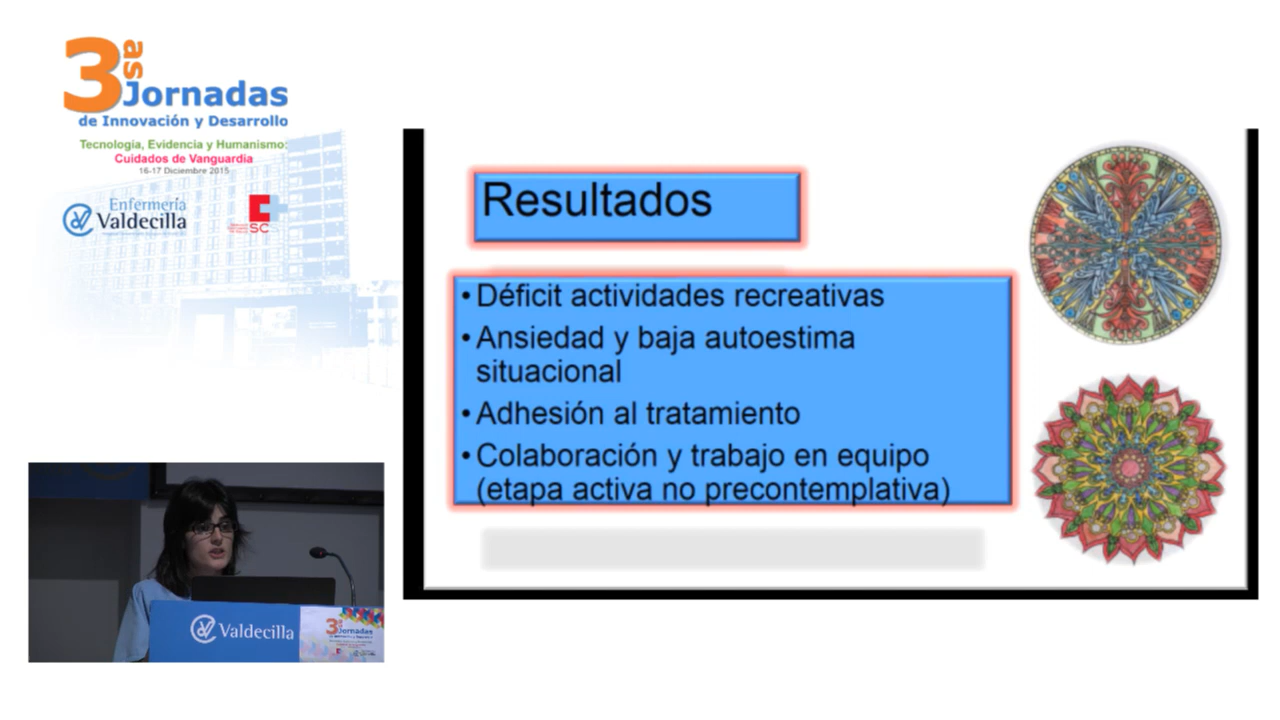 3as
Jornadas
de Innovación y Desarrollo
Tecnología, Evidencia y Humanismo:
Cuidados de Vanguardia
16-17 Diciembre 2015
Enfermería
Valdecilla
SC
Resultados
•Déficit actividades recreativas
•Ansiedad y baja autoestima
situacional
•Adhesión al tratamiento
•Colaboración y trabajo en equipo
(etapa activa no precontemplativa)
Valdecilla
3as
Jornadas